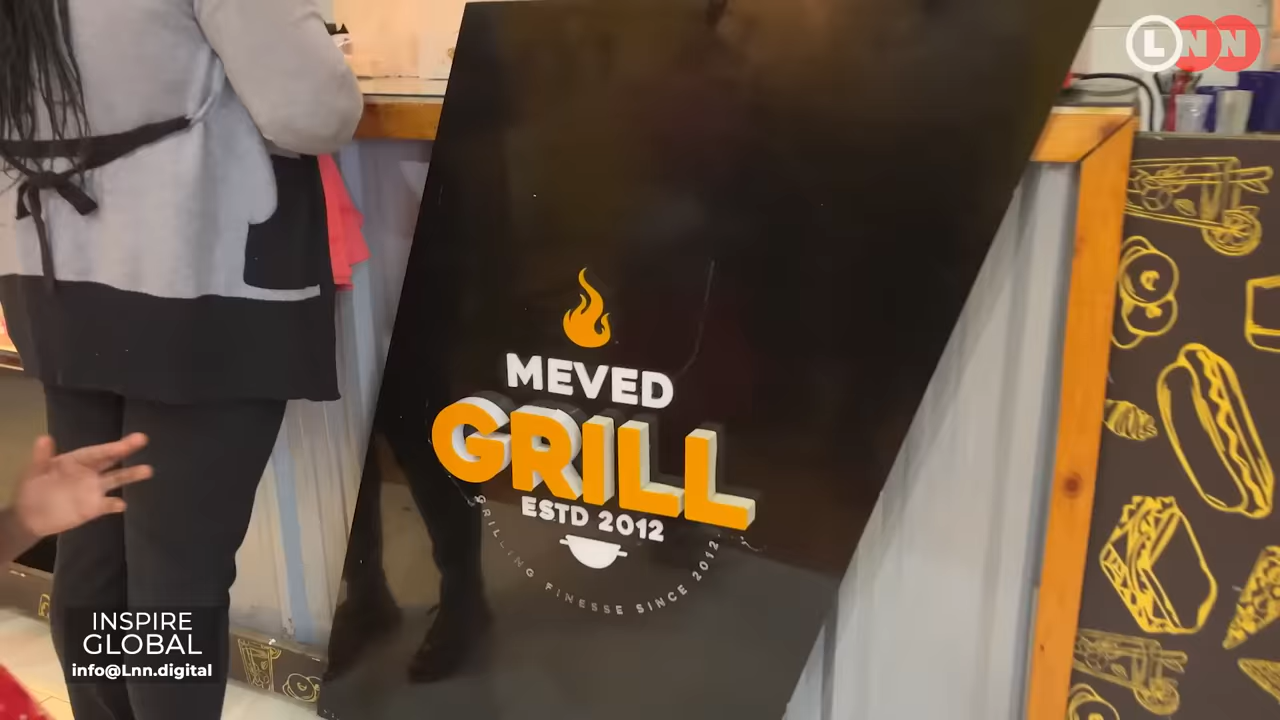 LNN
MEVED
GRILL
ESTD 2012
GRILLING FINESSE SINCE 2012
INSPIRE
GLOBAL
info@Lnn.digital